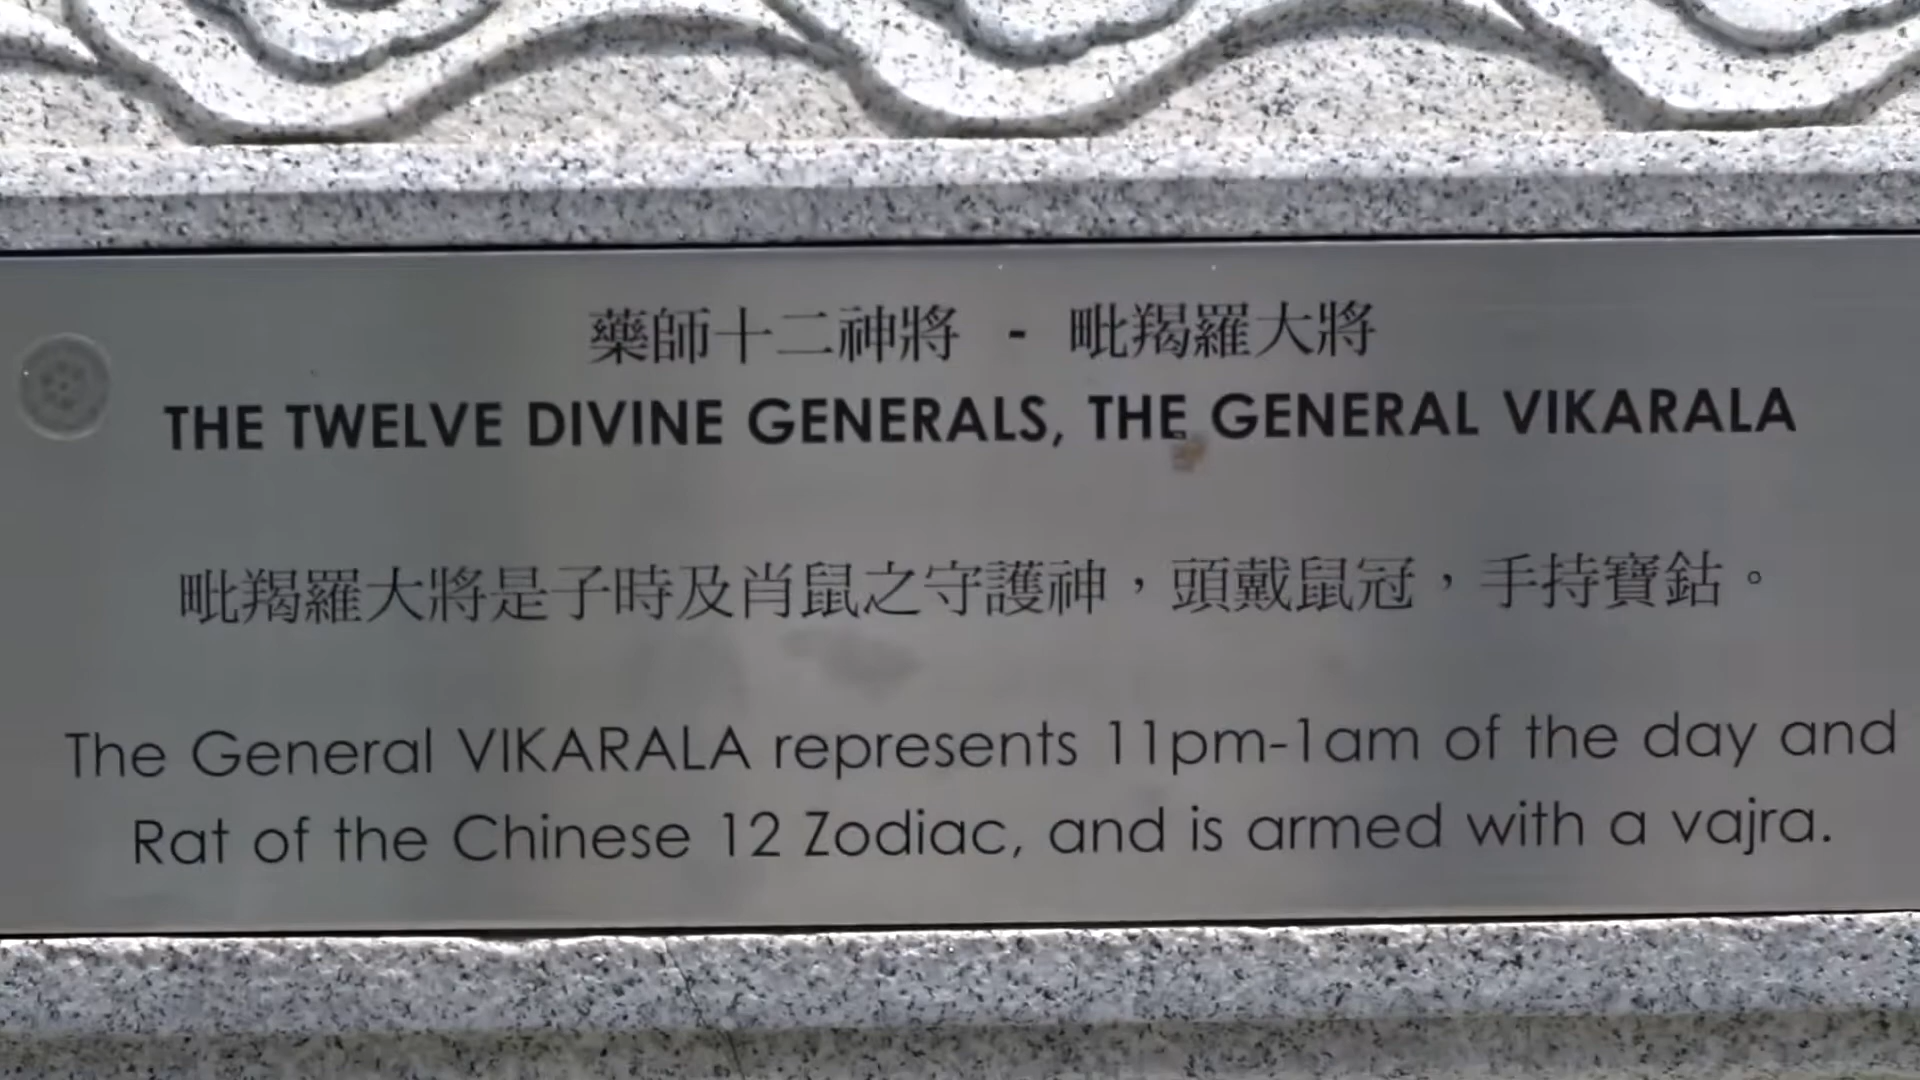 藥師十二神將 - 毗羯羅大將
THE TWELVE DIVINE GENERALS, THE GENERAL VIKARALA
毗羯羅大將是子時及肖鼠之守護神，頭戴鼠冠，手持寶鈷。
The General VIKARALA represents 11pm-1am of the day and
Rat of the Chinese 12 Zodiac, and is armed with a vajra.